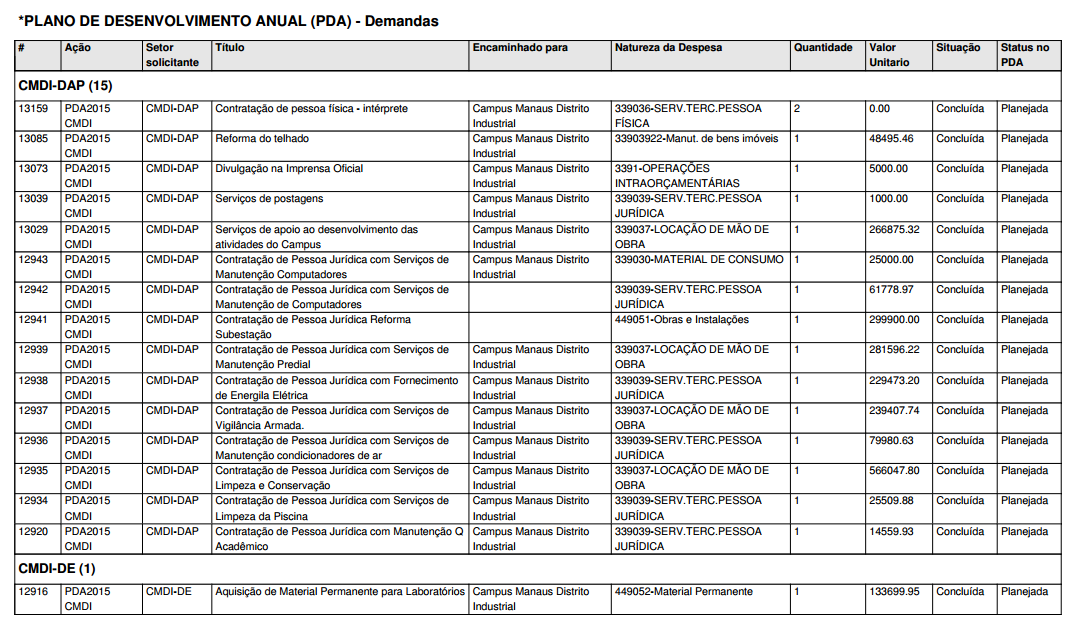 *PLANO DE DESENVOLVIMENTO ANUAL (PDA) - Demandas
# Ação Setor solicitante Título Encaminhado para Natureza da Despesa Quantidade Valor Unitario Situação Status no PDA
CMDI-DAP (15)
13159 PDA2015 CMDI-DAP Contratação de pessoa física - intérprete Campus Manaus Distrito 339036-SERV.TERC.PESSOA 2 0.00 Concluída Planejada
CMDI Industrial FÍSICA
13085 PDA2015 CMDI-DAP Reforma do telhado Campus Manaus Distrito 33903922-Manut. de bens imóveis 1 48495.46 Concluída Planejada
CMDI Industrial
13073 PDA2015 CMDI-DAP Divulgação na Imprensa Oficial Campus Manaus Distrito 3391-OPERAÇÕES 1 5000.00 Concluída Planejada
CMDI Industrial INTRAORÇAMENTÁRIAS
13039 PDA2015 CMDI-DAP Serviços de postagens Campus Manaus Distrito 339039-SERV.TERC.PESSOA 1 1000.00 Concluída Planejada
CMDI Industrial JURÍDICA
13029 PDA2015 CMDI-DAP Serviços de apoio ao desenvolvimento das Campus Manaus Distrito 339037-LOCAÇÃO DE MÃO DE 1 266875.32 Concluída Planejada
CMDI atividades do Campus Industrial OBRA
12943 PDA2015 CMDI-DAP Contratação de Pessoa Jurídica com Serviços de Campus Manaus Distrito 339030-MATERIAL DE CONSUMO 1 25000.00 Concluída Planejada
CMDI Manutenção Computadores Industrial
12942 PDA2015 CMDI-DAP Contratação de Pessoa Jurídica com Serviços de 339039-SERV.TERC.PESSOA 1 61778.97 Concluída Planejada
CMDI Manutenção de Computadores JURÍDICA
12941 PDA2015 CMDI-DAP Contratação de Pessoa Jurídica Reforma 449051-Obras e Instalações 1 299900.00 Concluída Planejada
CMDI Subestação
12939 PDA2015 CMDI-DAP Contratação de Pessoa Jurídica com Serviços de Campus Manaus Distrito 339037-LOCAÇÃO DE MÃO DE 1 281596.22 Concluída Planejada
CMDI Manutenção Predial Industrial OBRA
12938 PDA2015 CMDI-DAP Contratação de Pessoa Jurídica com Fornecimento Campus Manaus Distrito 339039-SERV.TERC.PESSOA 1 229473.20 Concluída Planejada
CMDI de Energila Elétrica Industrial JURÍDICA
12937 PDA2015 CMDI-DAP Contratação de Pessoa Jurídica com Serviços de Campus Manaus Distrito 339037-LOCAÇÃO DE MÃO DE 1 239407.74 Concluída Planejada
CMDI Vigilância Armada. Industrial OBRA
12936 PDA2015 CMDI-DAP Contratação de Pessoa Jurídica com Serviços de Campus Manaus Distrito 339039-SERV.TERC.PESSOA 1 79980.63 Concluída Planejada
CMDI Manutenção condicionadores de ar Industrial JURÍDICA
12935 PDA2015 CMDI-DAP Contratação de Pessoa Jurídica com Serviços de Campus Manaus Distrito 339037-LOCAÇÃO DE MÃO DE 1 566047.80 Concluída Planejada
CMDI Limpeza e Conservação Industrial OBRA
12934 PDA2015 CMDI-DAP Contratação de Pessoa Jurídica com Serviços de Campus Manaus Distrito 339039-SERV.TERC.PESSOA 1 25509.88 Concluída Planejada
CMDI Limpeza da Piscina Industrial JURÍDICA
12920 PDA2015 CMDI-DAP Contratação de Pessoa Jurídica com Manutenção Q Campus Manaus Distrito 339039-SERV.TERC.PESSOA 1 14559.93 Concluída Planejada
CMDI Acadêmico Industrial JURÍDICA
CMDI-DE (1)
12916 PDA2015 CMDI-DE Aquisição de Material Permanente para Laboratórios Campus Manaus Distrito 449052-Material Permanente 1 133699.95 Concluída Planejada
CMDI Industrial